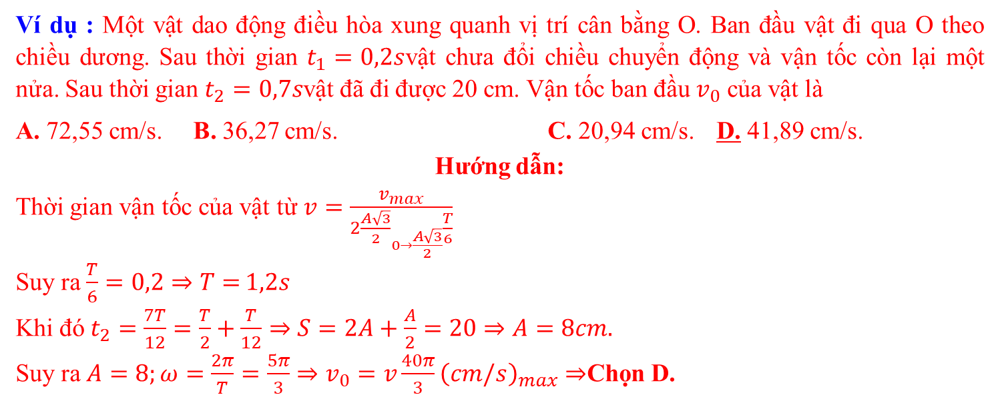 Ví dụ : Một vật dao động điều hòa xung quanh vị trí cân bằng O. Ban đầu vật đi qua O theo
chiều dương. Sau thời gian $t_1 = 0,2s$vật chưa đổi chiều chuyển động và vận tốc còn lại một
nửa. Sau thời gian $t_2 = 0,7s$vật đã đi được 20 cm. Vận tốc ban đầu $v_0$ của vật là
A. 72,55 cm/s. B. 36,27 cm/s. C. 20,94 cm/s. D. 41,89 cm/s.
Hướng dẫn:
Thời gian vận tốc của vật từ $v = \frac{v_{max}}{2\frac{A\sqrt{3}}{2}_{0 \to \frac{A\sqrt{3}}{2}}\frac{T}{6}}$
Suy ra $\frac{T}{6} = 0,2 \Rightarrow T = 1,2s$
Khi đó $t_2 = \frac{7T}{12} = \frac{T}{2} + \frac{T}{12} \Rightarrow S = 2A + \frac{A}{2} = 20 \Rightarrow A = 8cm.$
Suy ra $A = 8; \omega = \frac{2\pi}{T} = \frac{5\pi}{3} \Rightarrow v_0 = v\frac{40\pi}{3}(cm/s)_{max} \Rightarrow$Chọn D.